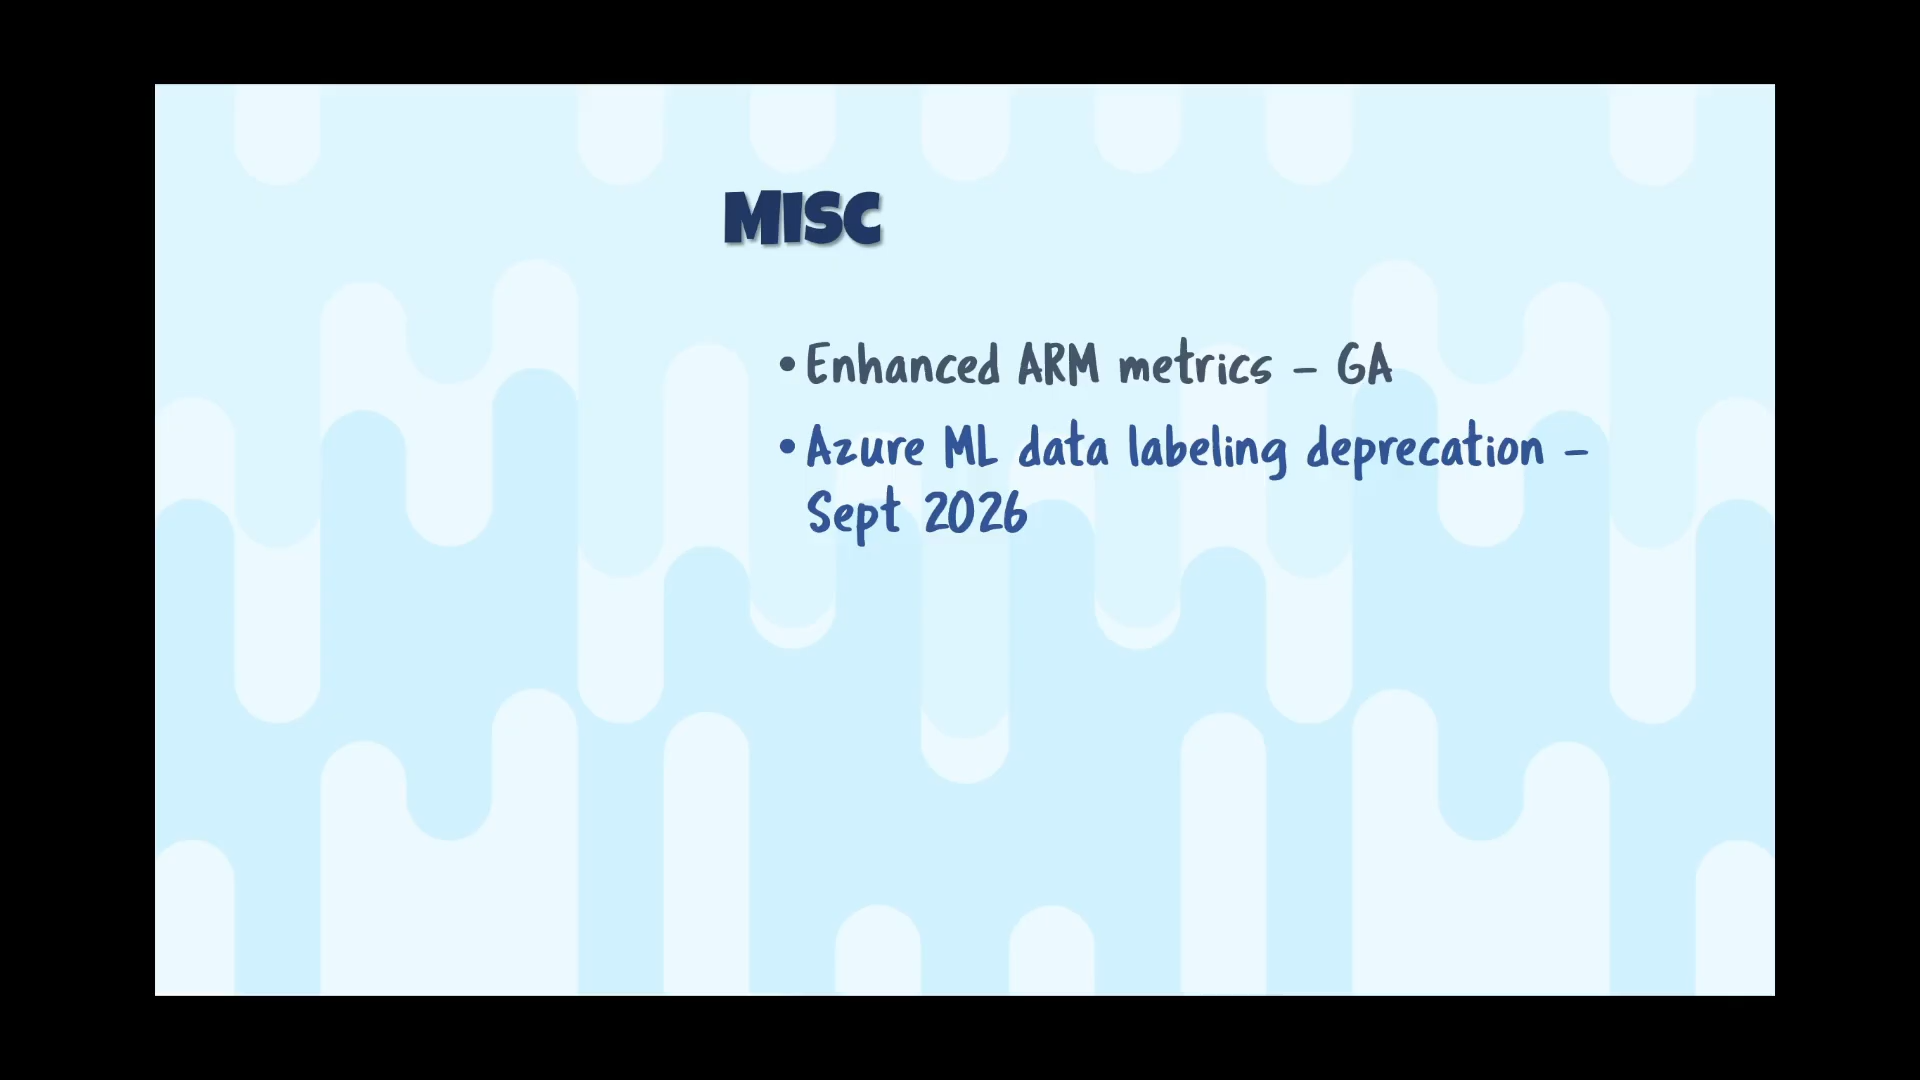 MISC
• Enhanced ARM metrics – GA
• Azure ML data labeling deprecation –
Sept 2026